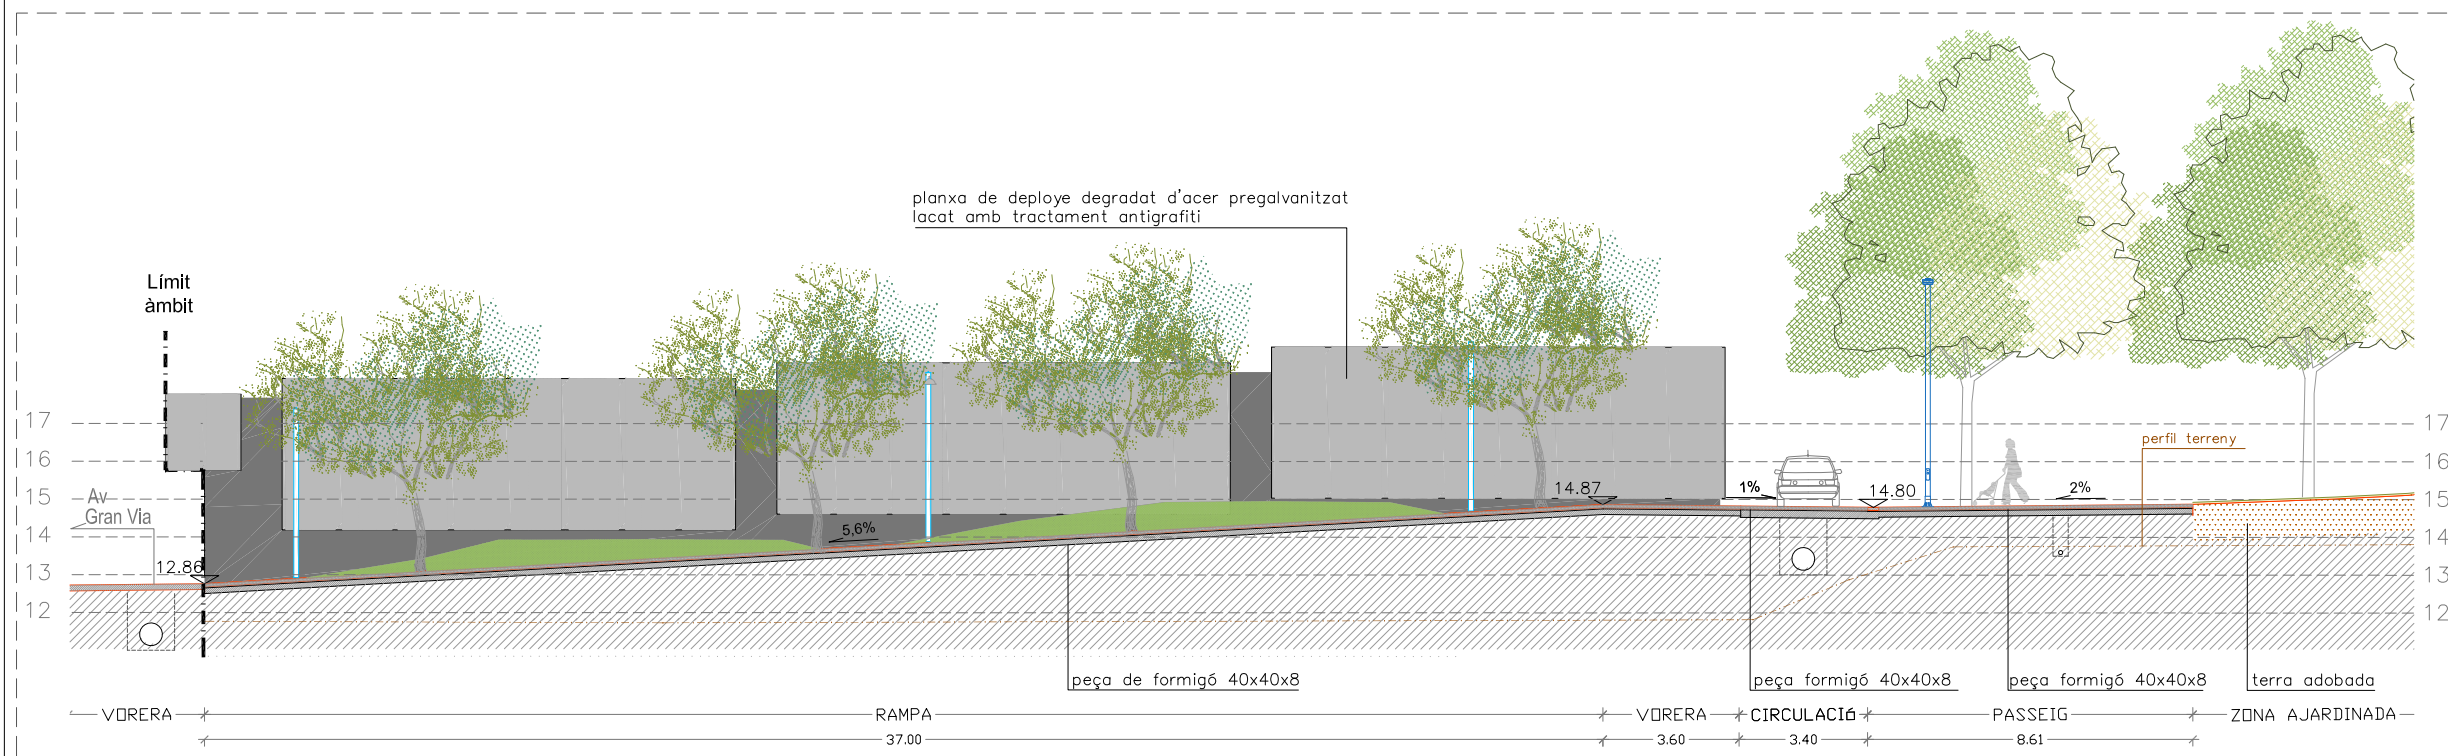 planxa de deploye degradat d'acer pregalvanitzat
lacat amb tractament antigrafiti
Límit
àmbit
17
16
15
14
13
12
Av
Gran Via
12.86
5,6%
14.87
1%
14.80
2%
perfil terreny
17
16
15
14
13
12
peça de formigó 40x40x8
peça formigó 40x40x8
peça formigó 40x40x8
terra adobada
VORERA
RAMPA
VORERA
CIRCULACIó
PASSEIG
ZONA AJARDINADA
37.00
3.60
3.40
8.61